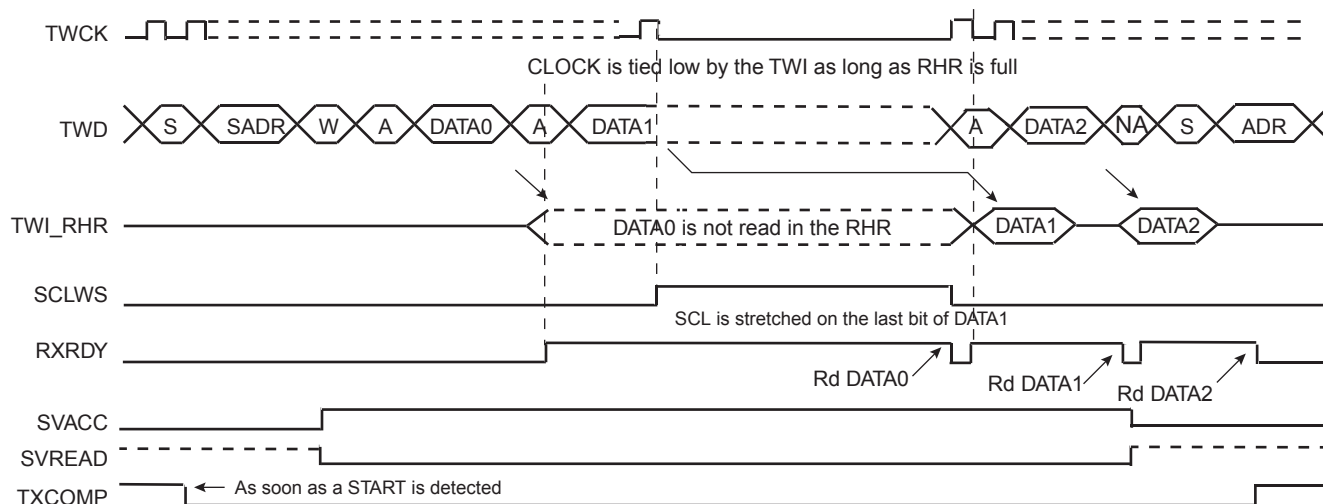 TWCK
CLOCK is tied low by the TWI as long as RHR is full
TWD S SADR W A DATA0 A DATA1 A DATA2 NA S ADR
TWI_RHR DATA0 is not read in the RHR DATA1 DATA2
SCLWS
SCL is stretched on the last bit of DATA1
RXRDY
Rd DATA0 Rd DATA1 Rd DATA2
SVACC
SVREAD
As soon as a START is detected
TXCOMP